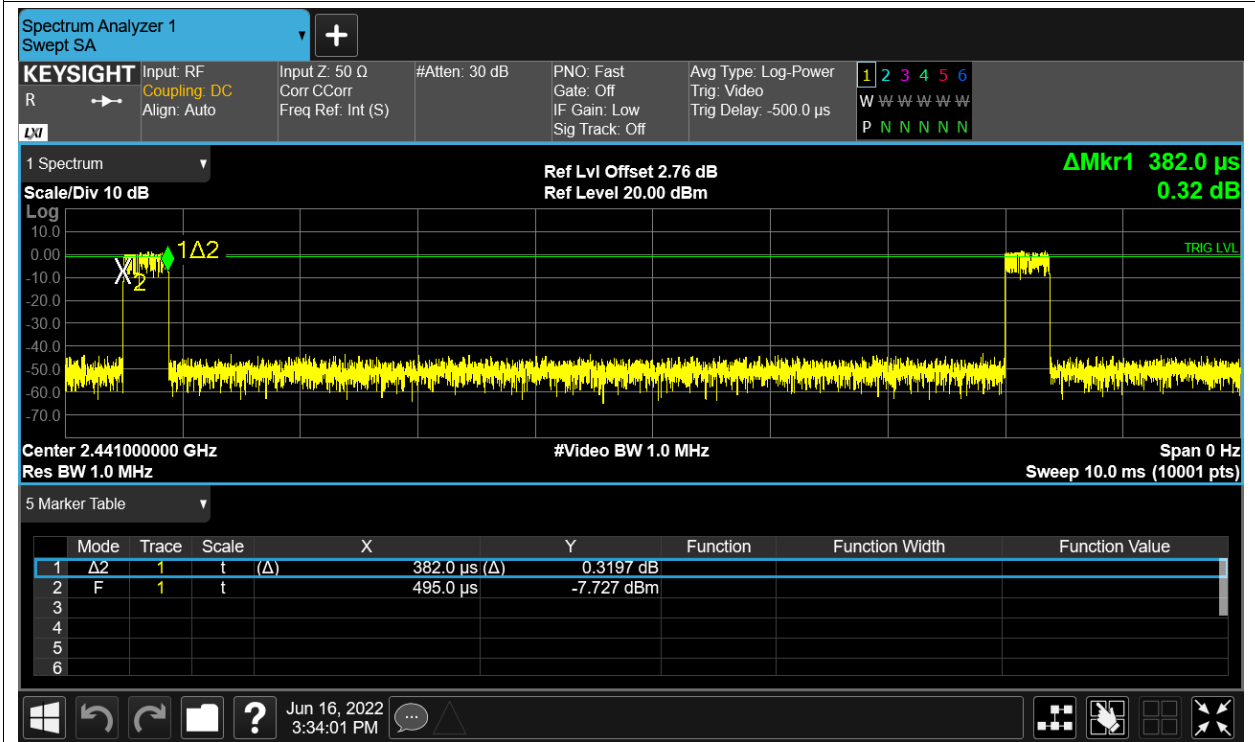 Spectrum Analyzer 1
Swept SA
+
KEYSIGHT Input: RF Input Z: 50 Ω #Atten: 30 dB PNO: Fast Avg Type: Log-Power 1 2 3 4 5 6
R Coupling: DC Corr CCorr Gate: Off Trig: Video W W W W W W
Align: Auto Freq Ref: Int (S) IF Gain: Low Trig Delay: -500.0 µs
LXI Sig Track: Off P N N N N N
1 Spectrum
Ref Lvl Offset 2.76 dB ΔMkr1 382.0 µs
Scale/Div 10 dB Ref Level 20.00 dBm 0.32 dB
Log
10.0
0.00 1Δ2 TRIG LVL
-10.0 X 2
-20.0
-30.0
-40.0
-50.0
-60.0
-70.0
Center 2.441000000 GHz #Video BW 1.0 MHz Span 0 Hz
Res BW 1.0 MHz Sweep 10.0 ms (10001 pts)
5 Marker Table
Mode Trace Scale X Y Function Function Width Function Value
1 Δ2 1 t (Δ) 382.0 µs (Δ) 0.3197 dB
2 F 1 t 495.0 µs -7.727 dBm
3
4
5
6
? Jun 16, 2022
3:34:01 PM